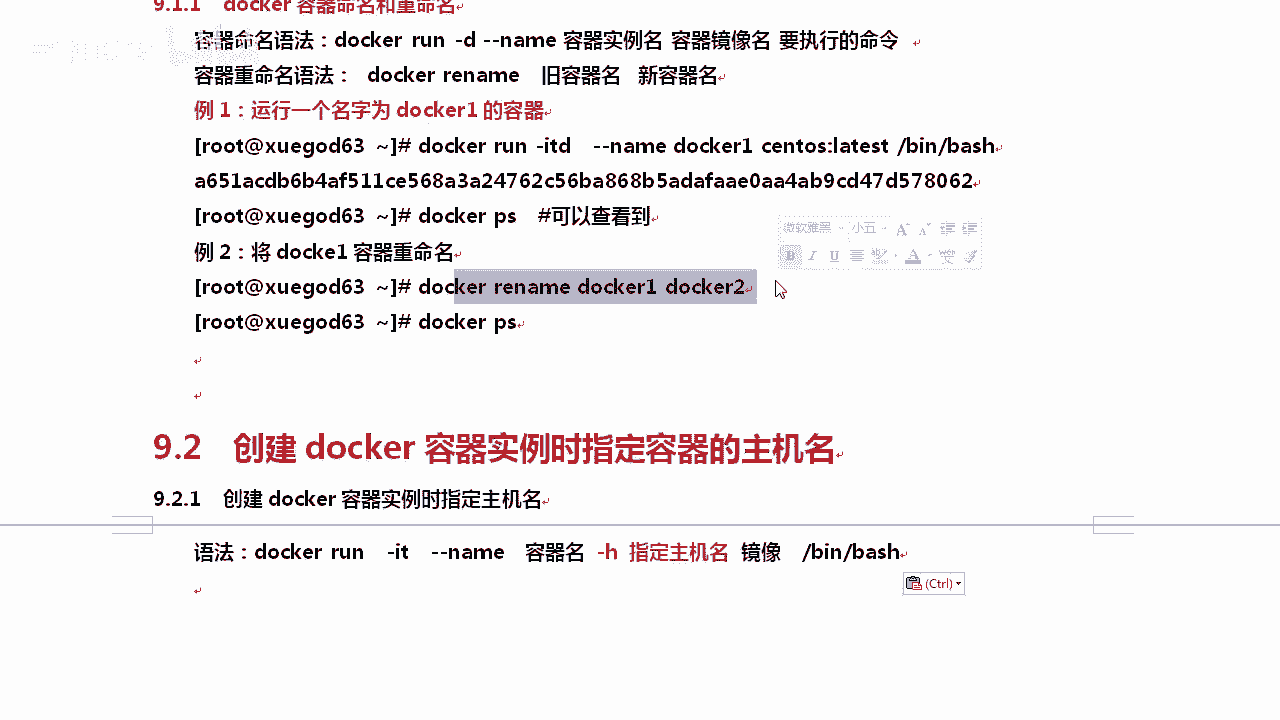 9.1.1 docker 容器命名和重命名
容器命名语法：docker run -d --name 容器实例名 容器镜像名 要执行的命令
容器重命名语法： docker rename 旧容器名 新容器名
例 1：运行一个名字为 docker1 的容器
[root@xuegod63 ~]# docker run -itd --name docker1 centos:latest /bin/bash
a651acdb6b4af511ce568a3a24762c56ba868b5adafaae0aa4ab9cd47d578062
[root@xuegod63 ~]# docker ps #可以查看到
微软雅黑 小五 A A
B I U A
例 2：将 docke1 容器重命名
[root@xuegod63 ~]# docker rename docker1 docker2
[root@xuegod63 ~]# docker ps
9.2 创建 docker 容器实例时指定容器的主机名
9.2.1 创建 docker 容器实例时指定主机名
语法：docker run -it --name 容器名 -h 指定主机名 镜像 /bin/bash
(Ctrl)